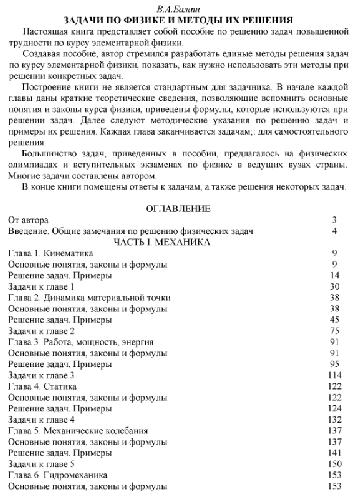 В.А.Балаш
ЗАДАЧИ ПО ФИЗИКЕ И МЕТОДЫ ИХ РЕШЕНИЯ
Настоящая книга представляет собой пособие по решению задач повышенной
трудности по курсу элементарной физики.
Создавая пособие, автор стремился разработать единые методы решения задач
по курсу элементарной физики, показать, как нужно использовать эти методы при
решении конкретных задач.
Построение книги не является стандартным для задачника. В начале каждой
главы даны краткие теоретические сведения, позволяющие вспомнить основные
понятия и законы курса физики, приведены формулы, которые используются при
решении задач. Далее следуют методические указания по решению задач и
примеры их решения. Каждая глава заканчивается задачам, для самостоятельного
решения
Большинство задач, приведенных в пособии, предлагалось на физических
олимпиадах и вступительных экзаменах по физике в ведущих вузах страны.
Многие задачи составлены автором.
В конце книги помещены ответы к задачам, а также решения некоторых задач.
ОГЛАВЛЕНИЕ
От автора 3
Введение. Общие замечания по решению физических задач 4
ЧАСТЬ I. МЕХАНИКА
Глава 1. Кинематика 9
Основные понятия, законы и формулы 9
Решение задач. Примеры 14
Задачи к главе 1 30
Глава 2. Динамика материальной точки 38
Основные понятия, законы и формулы 38
Решение задач. Примеры 45
Задачи к главе 2 75
Глава 3. Работа, мощность, энергия 91
Основные понятия, законы и формулы 91
Решение задач. Примеры 95
Задачи к главе 3 114
Глава 4. Статика 122
Основные понятия, законы и формулы 122
Решение задач. Примеры 124
Задачи к главе 4 132
Глава 5. Механические колебания 137
Основные понятия, законы и формулы 137
Решение задач. Примеры 141
Задачи к главе 5 150
Глава 6. Гидромеханика 153
Основные понятия, законы и формулы 153